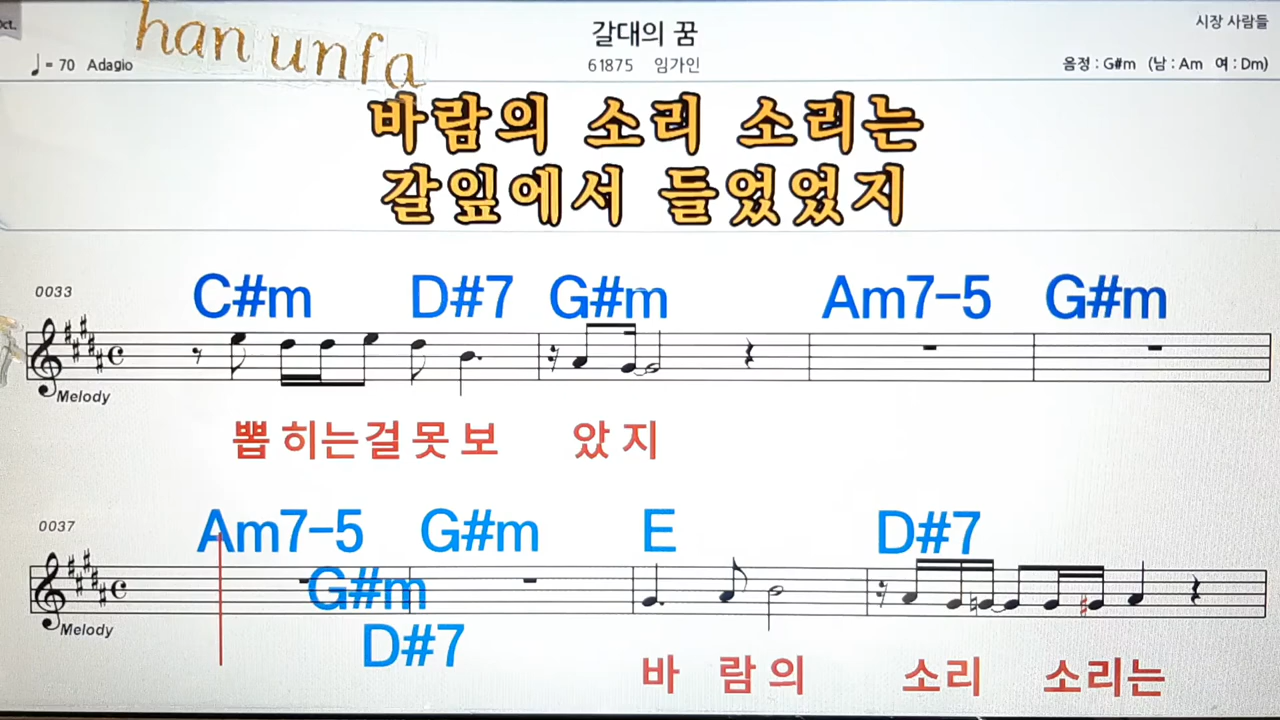 갈대의 꿈
시장 사람들
han unfa
♩= 70 Adagio
61875 임가인
음정 : G#m (남 : Am 여 : Dm)
바람의 소리 소리는
갈잎에서 들었었지
0033
C#m D#7 G#m Am7-5 G#m
Melody
뽑 히는걸 못 보 았 지
0037
Am7-5 G#m E D#7
G#m
D#7
Melody
바 람의 소리 소리는